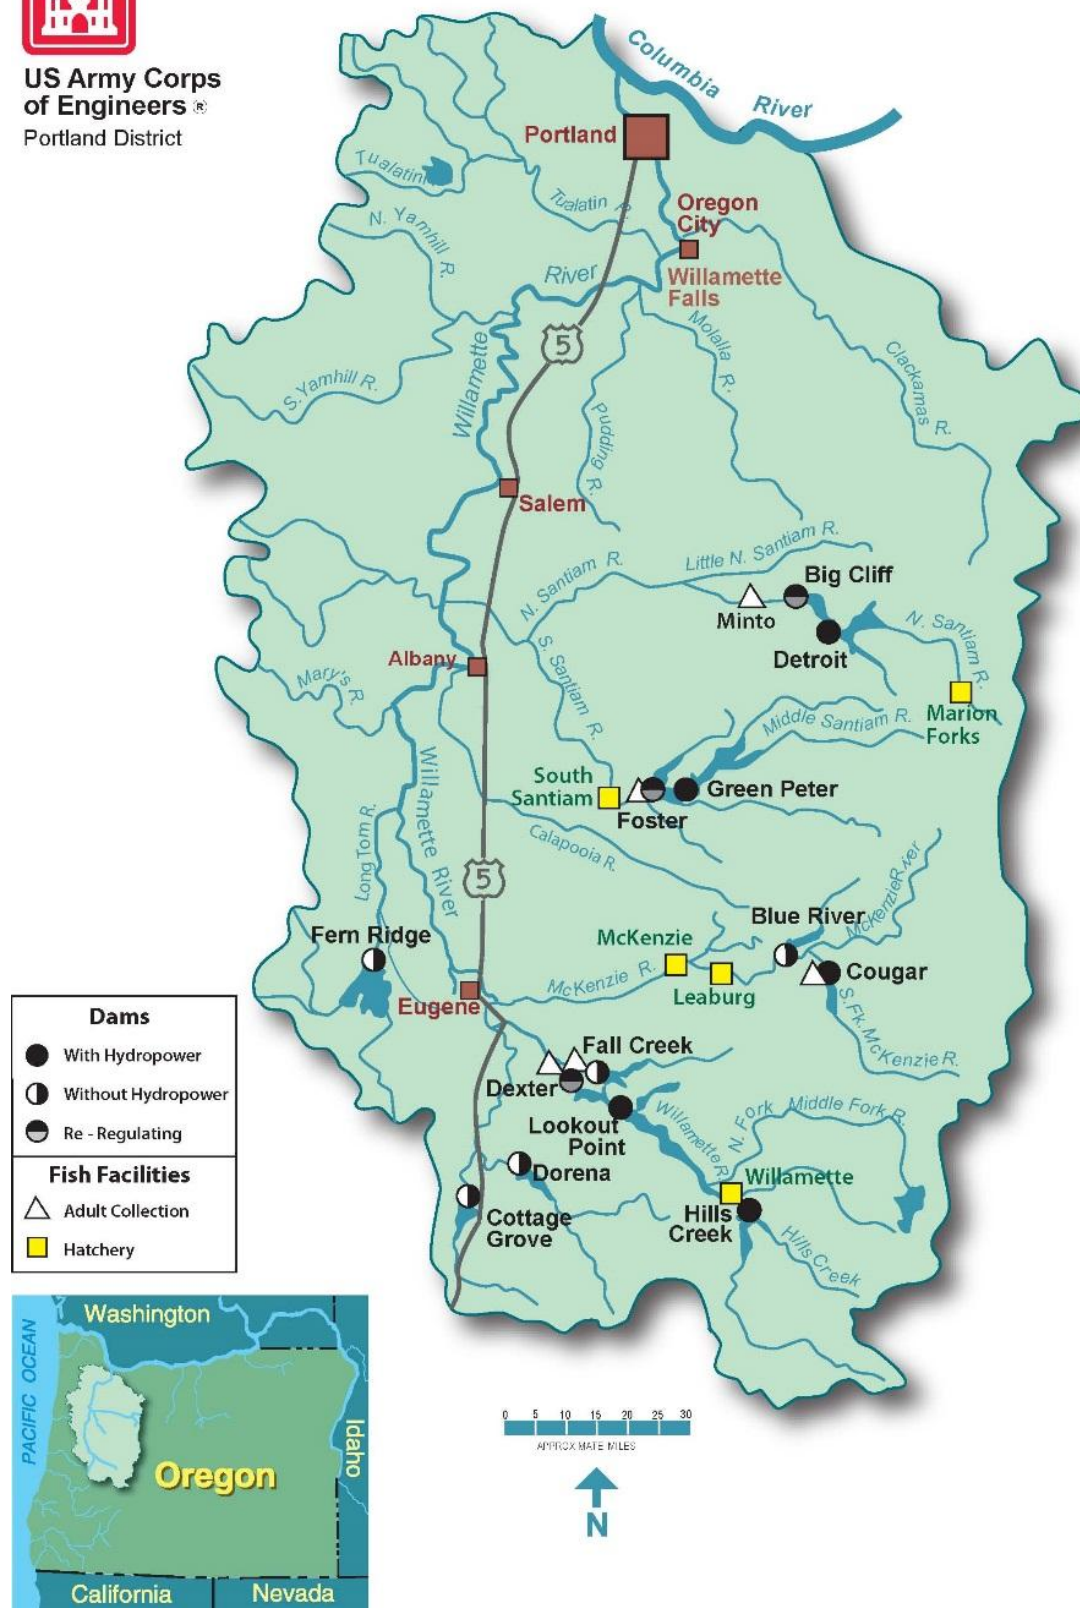 US Army Corps
of Engineers ®
Portland District
Columbia
River
Portland
Tualatin
Tualatin R.
Oregon
City
N. Yamhill R.
River
Willamette
Falls
5
Molalla R.
Willamette
S. Yamhill R.
Clackamas R.
Pudding R.
Salem
Little N. Santiam R.
N. Santiam R.
Big Cliff
Minto
N. Santiam R.
S. Santiam R.
Detroit
Albany
Mary's R.
Marion
Forks
Middle Santiam R.
Willamette River
South
Santiam
Green Peter
Foster
Long Tom R.
Calapooia R.
5
McKenzie River
Blue River
Fern Ridge
McKenzie
McKenzie R.
Cougar
Leaburg
Eugene
S. Fk. McKenzie R.
Fall Creek
Dexter
Lookout
Point
Willamette R.
N. Fork Middle Fork R.
Dorena
Willamette
Cottage
Grove
Hills
Creek
Hills Creek
Dams
With Hydropower
Without Hydropower
Re - Regulating
Fish Facilities
Adult Collection
Hatchery
Washington
PACIFIC OCEAN
Idaho
Oregon
California
Nevada
0 5 10 15 20 25 30
APPROX MATE MILES
N